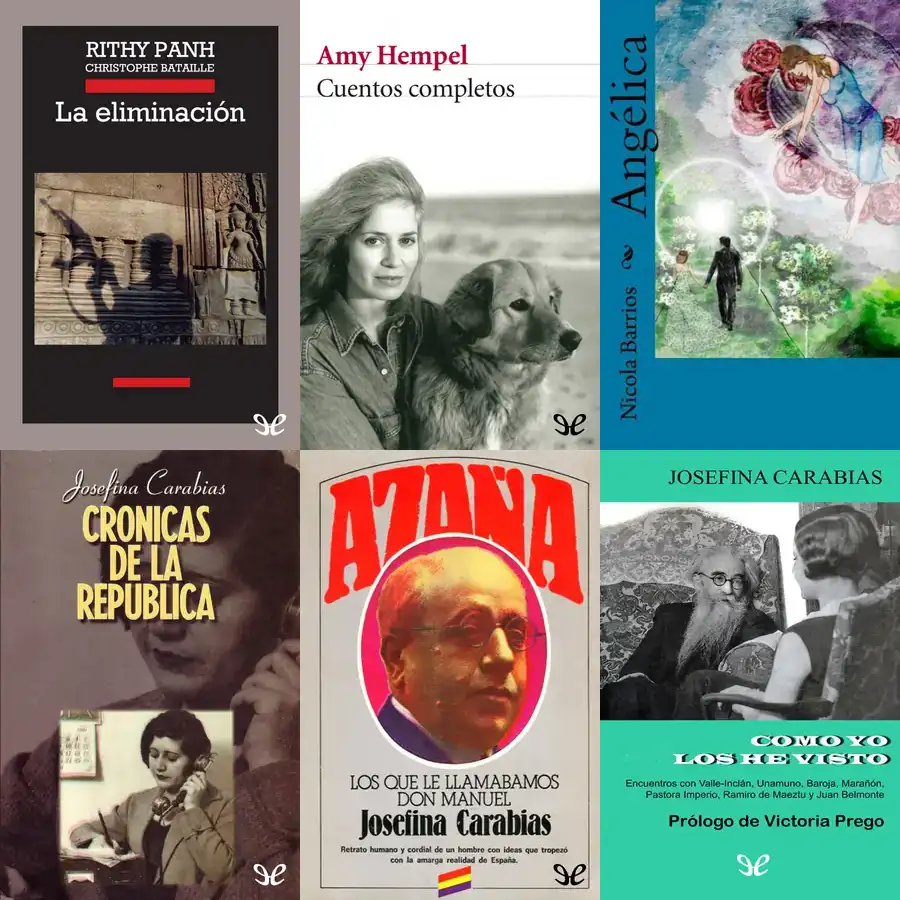 RITHY PANH
CHRISTOPHE BATAILLE
La eliminación
Amy Hempel
Cuentos completos
Nicola Barrios
Angélica
Josefina Carabias
CRONICAS
DE LA
REPUBLICA
AZAÑA
LOS QUE LE LLAMABAMOS
DON MANUEL
Josefina Carabias
Retrato humano y cordial de un hombre con ideas que tropezó
con la amarga realidad de España.
JOSEFINA CARABIAS
COMO YO
LOS HE VISTO
Encuentros con Valle-Inclán, Unamuno, Baroja, Marañón,
Pastora Imperio, Ramiro de Maeztu y Juan Belmonte
Prólogo de Victoria Prego